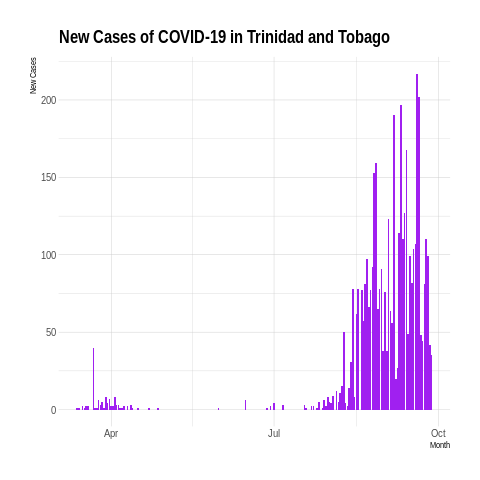 New Cases of COVID-19 in Trinidad and Tobago
New Cases
200
150
100
50
0
Apr
Jul
Oct
Month